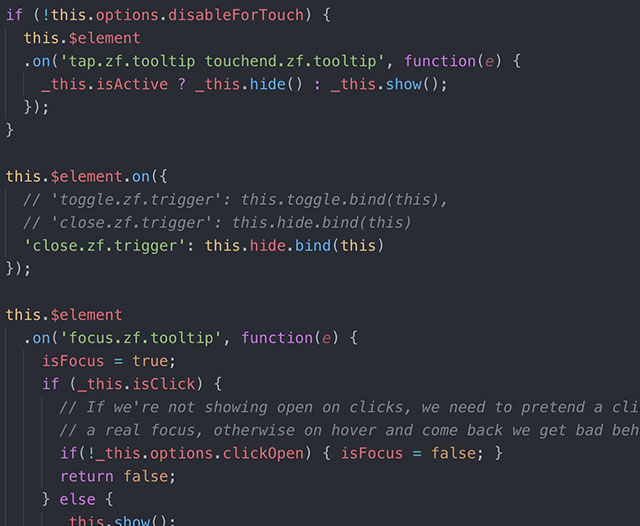 if (!this.options.disableForTouch) {
this.$element
.on('tap.zf.tooltip touchend.zf.tooltip', function(e) {
_this.isActive ? _this.hide() : _this.show();
});
}
this.$element.on({
// 'toggle.zf.trigger': this.toggle.bind(this),
// 'close.zf.trigger': this.hide.bind(this)
'close.zf.trigger': this.hide.bind(this)
});
this.$element
.on('focus.zf.tooltip', function(e) {
isFocus = true;
if (_this.isClick) {
// If we're not showing open on clicks, we need to pretend a cli
// a real focus, otherwise on hover and come back we get bad beh
if(!_this.options.clickOpen) { isFocus = false; }
return false;
} else {
_this.show();